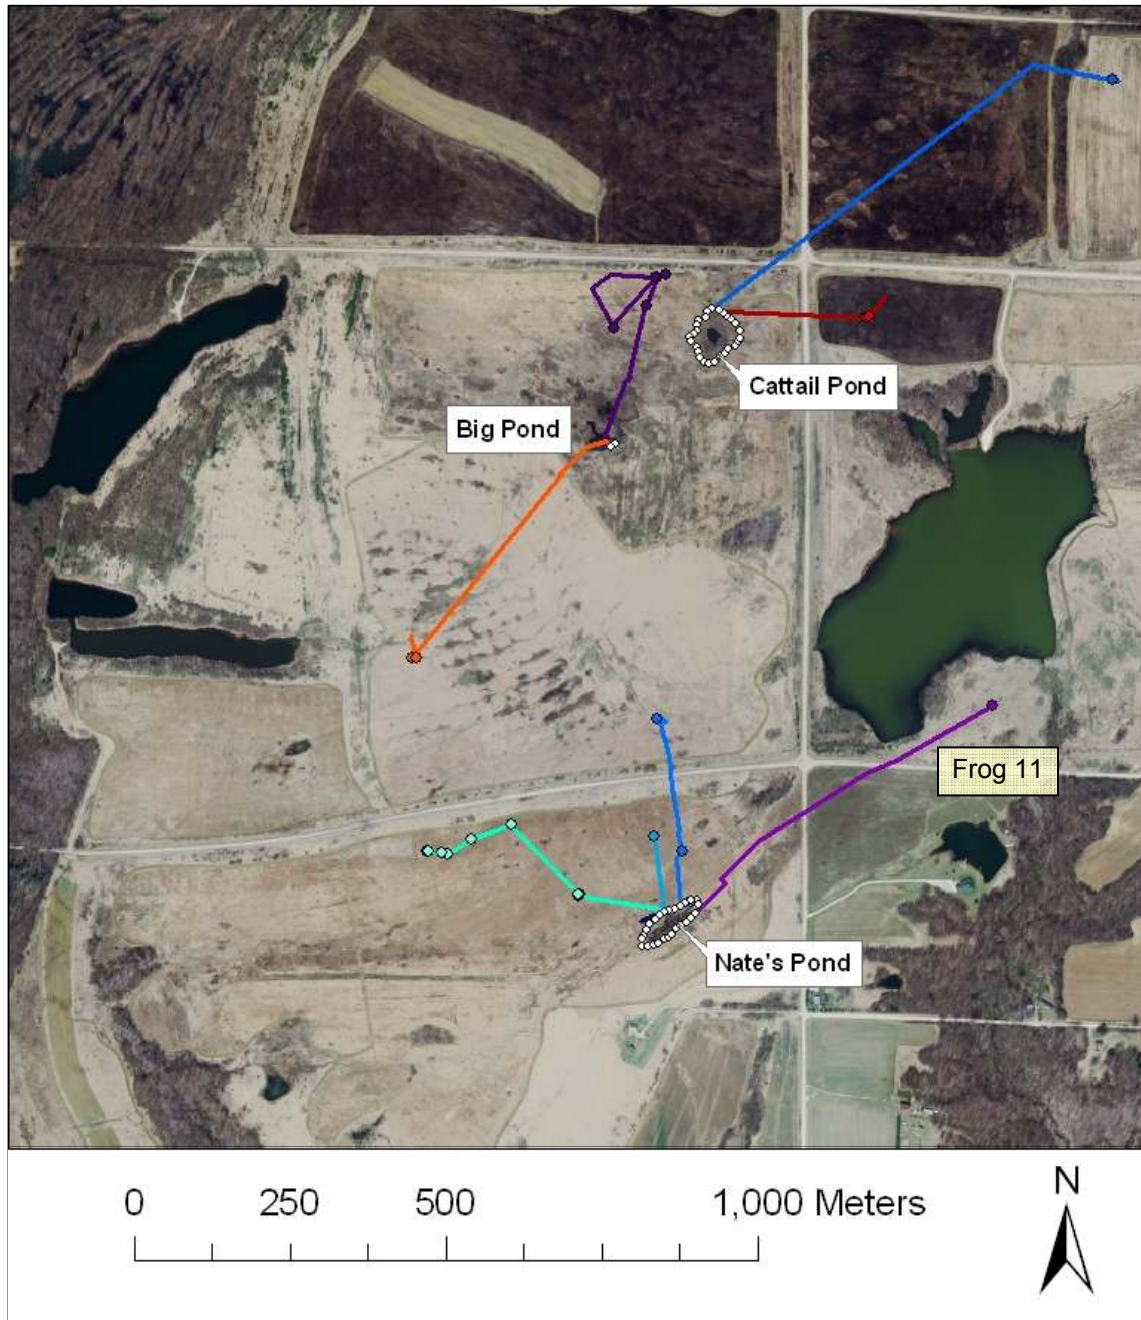 Cattail Pond
Big Pond
Frog 11
Nate's Pond
0 250 500 1,000 Meters
N